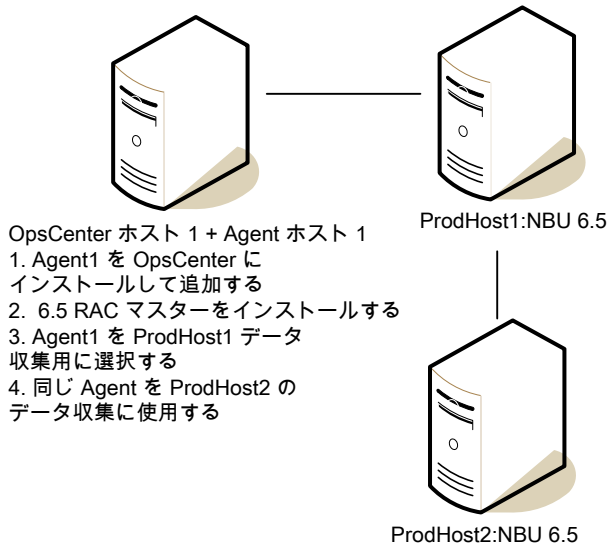 OpsCenter ホスト 1 + Agent ホスト 1
1. Agent1 を OpsCenter に
インストールして追加する
2. 6.5 RAC マスターをインストールする
3. Agent1 を ProdHost1 データ
収集用に選択する
4. 同じ Agent を ProdHost2 の
データ収集に使用する
ProdHost1:NBU 6.5
ProdHost2:NBU 6.5